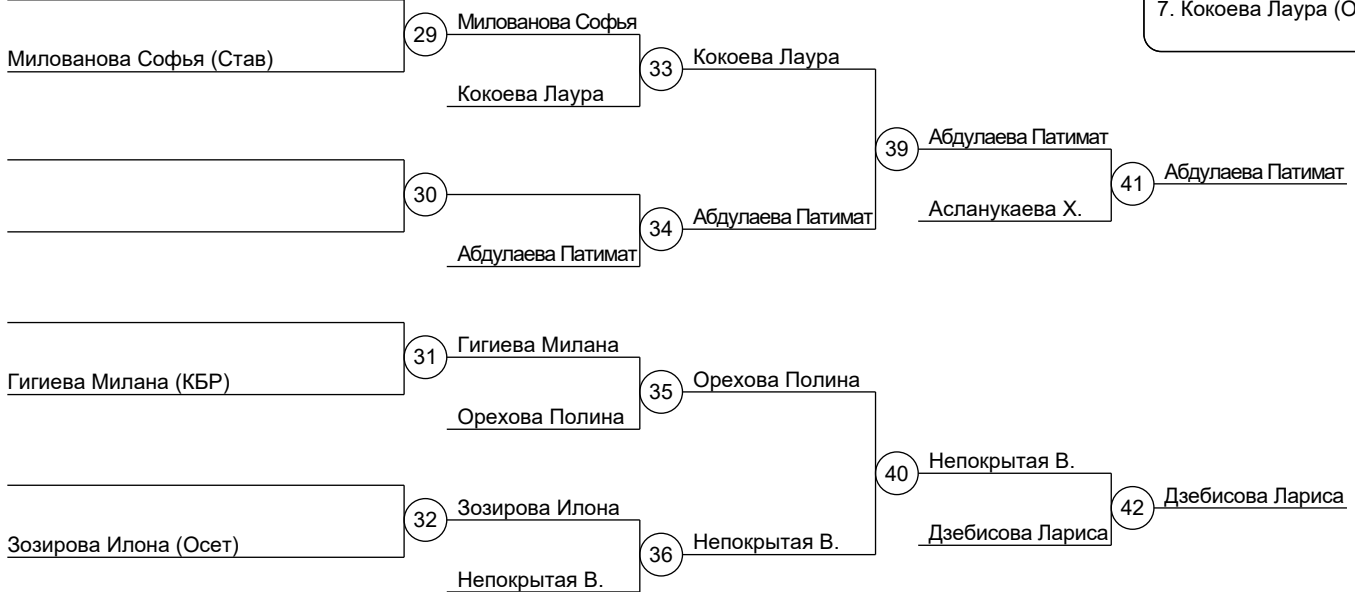 7. Кокоева Лаура (О
29
Милованова Софья
Милованова Софья (Став)
33
Кокоева Лаура
Кокоева Лаура
39
Абдулаева Патимат
41
Абдулаева Патимат
30
Асланукаева Х.
34
Абдулаева Патимат
Абдулаева Патимат
31
Гигиева Милана
Гигиева Милана (КБР)
35
Орехова Полина
Орехова Полина
40
Непокрытая В.
42
Дзебисова Лариса
32
Зозирова Илона
Дзебисова Лариса
Зозирова Илона (Осет)
36
Непокрытая В.
Непокрытая В.